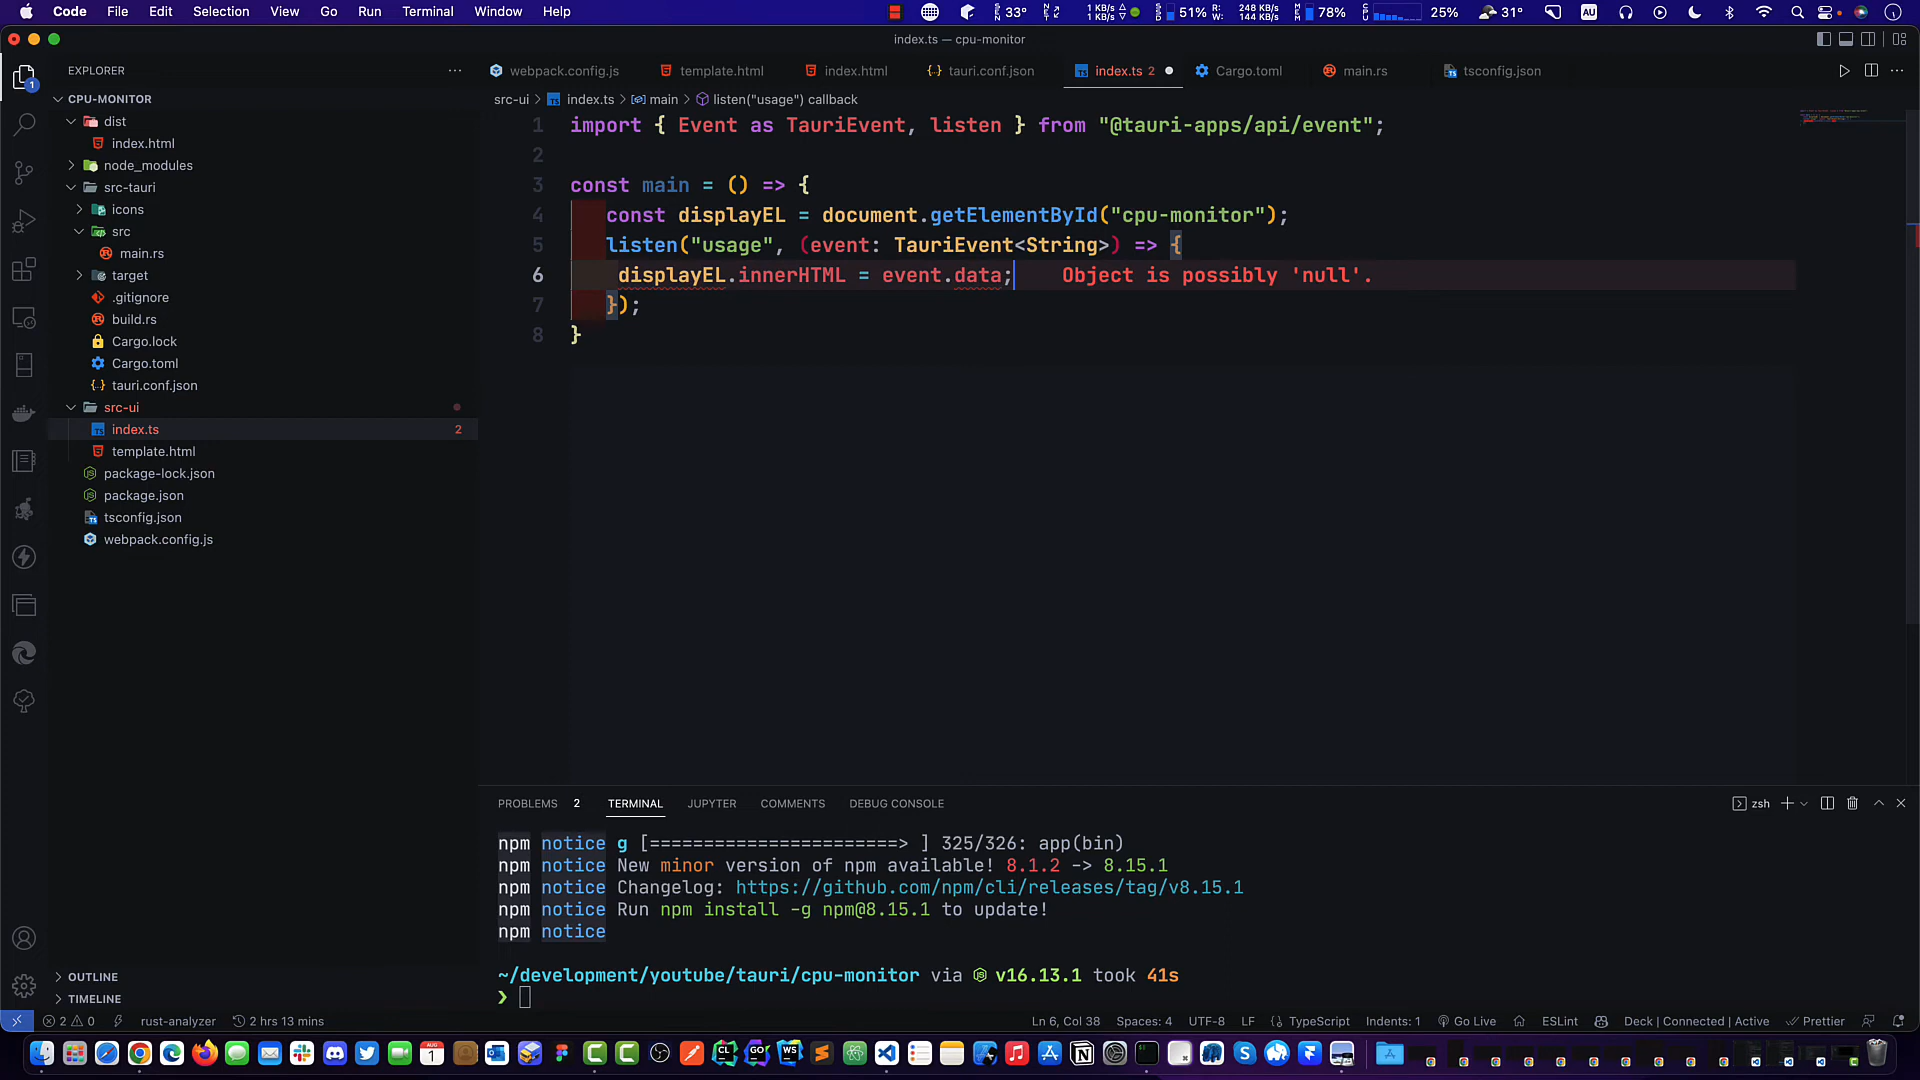 Code File Edit Selection View Go Run Terminal Window Help
33° 1 KB/s 1 KB/s 51% R: W: 248 KB/s 144 KB/s 78% 25% 31° AU
index.ts — cpu-monitor
EXPLORER
webpack.config.js template.html index.html tauri.conf.json index.ts 2 Cargo.toml main.rs tsconfig.json
src-ui > index.ts > main > listen("usage") callback
CPU-MONITOR
dist
index.html
node_modules
src-tauri
icons
src
main.rs
target
.gitignore
build.rs
Cargo.lock
Cargo.toml
tauri.conf.json
src-ui
index.ts 2
template.html
package-lock.json
package.json
tsconfig.json
webpack.config.js
OUTLINE
TIMELINE
1 import { Event as TauriEvent, listen } from "@tauri-apps/api/event";
2
3 const main = () => {
4 const displayEL = document.getElementById("cpu-monitor");
5 listen("usage", (event: TauriEvent<String>) => {
6 displayEL.innerHTML = event.data; Object is possibly 'null'.
7 });
8 }
PROBLEMS 2 TERMINAL JUPYTER COMMENTS DEBUG CONSOLE zsh
npm notice g [=======================> ] 325/326: app(bin)
npm notice New minor version of npm available! 8.1.2 -> 8.15.1
npm notice Changelog: https://github.com/npm/cli/releases/tag/v8.15.1
npm notice Run npm install -g npm@8.15.1 to update!
npm notice
~/development/youtube/tauri/cpu-monitor via v16.13.1 took 41s
❯
2 0 rust-analyzer 2 hrs 13 mins Ln 6, Col 38 Spaces: 4 UTF-8 LF TypeScript Indents: 1 Go Live ESLint Deck | Connected | Active Prettier